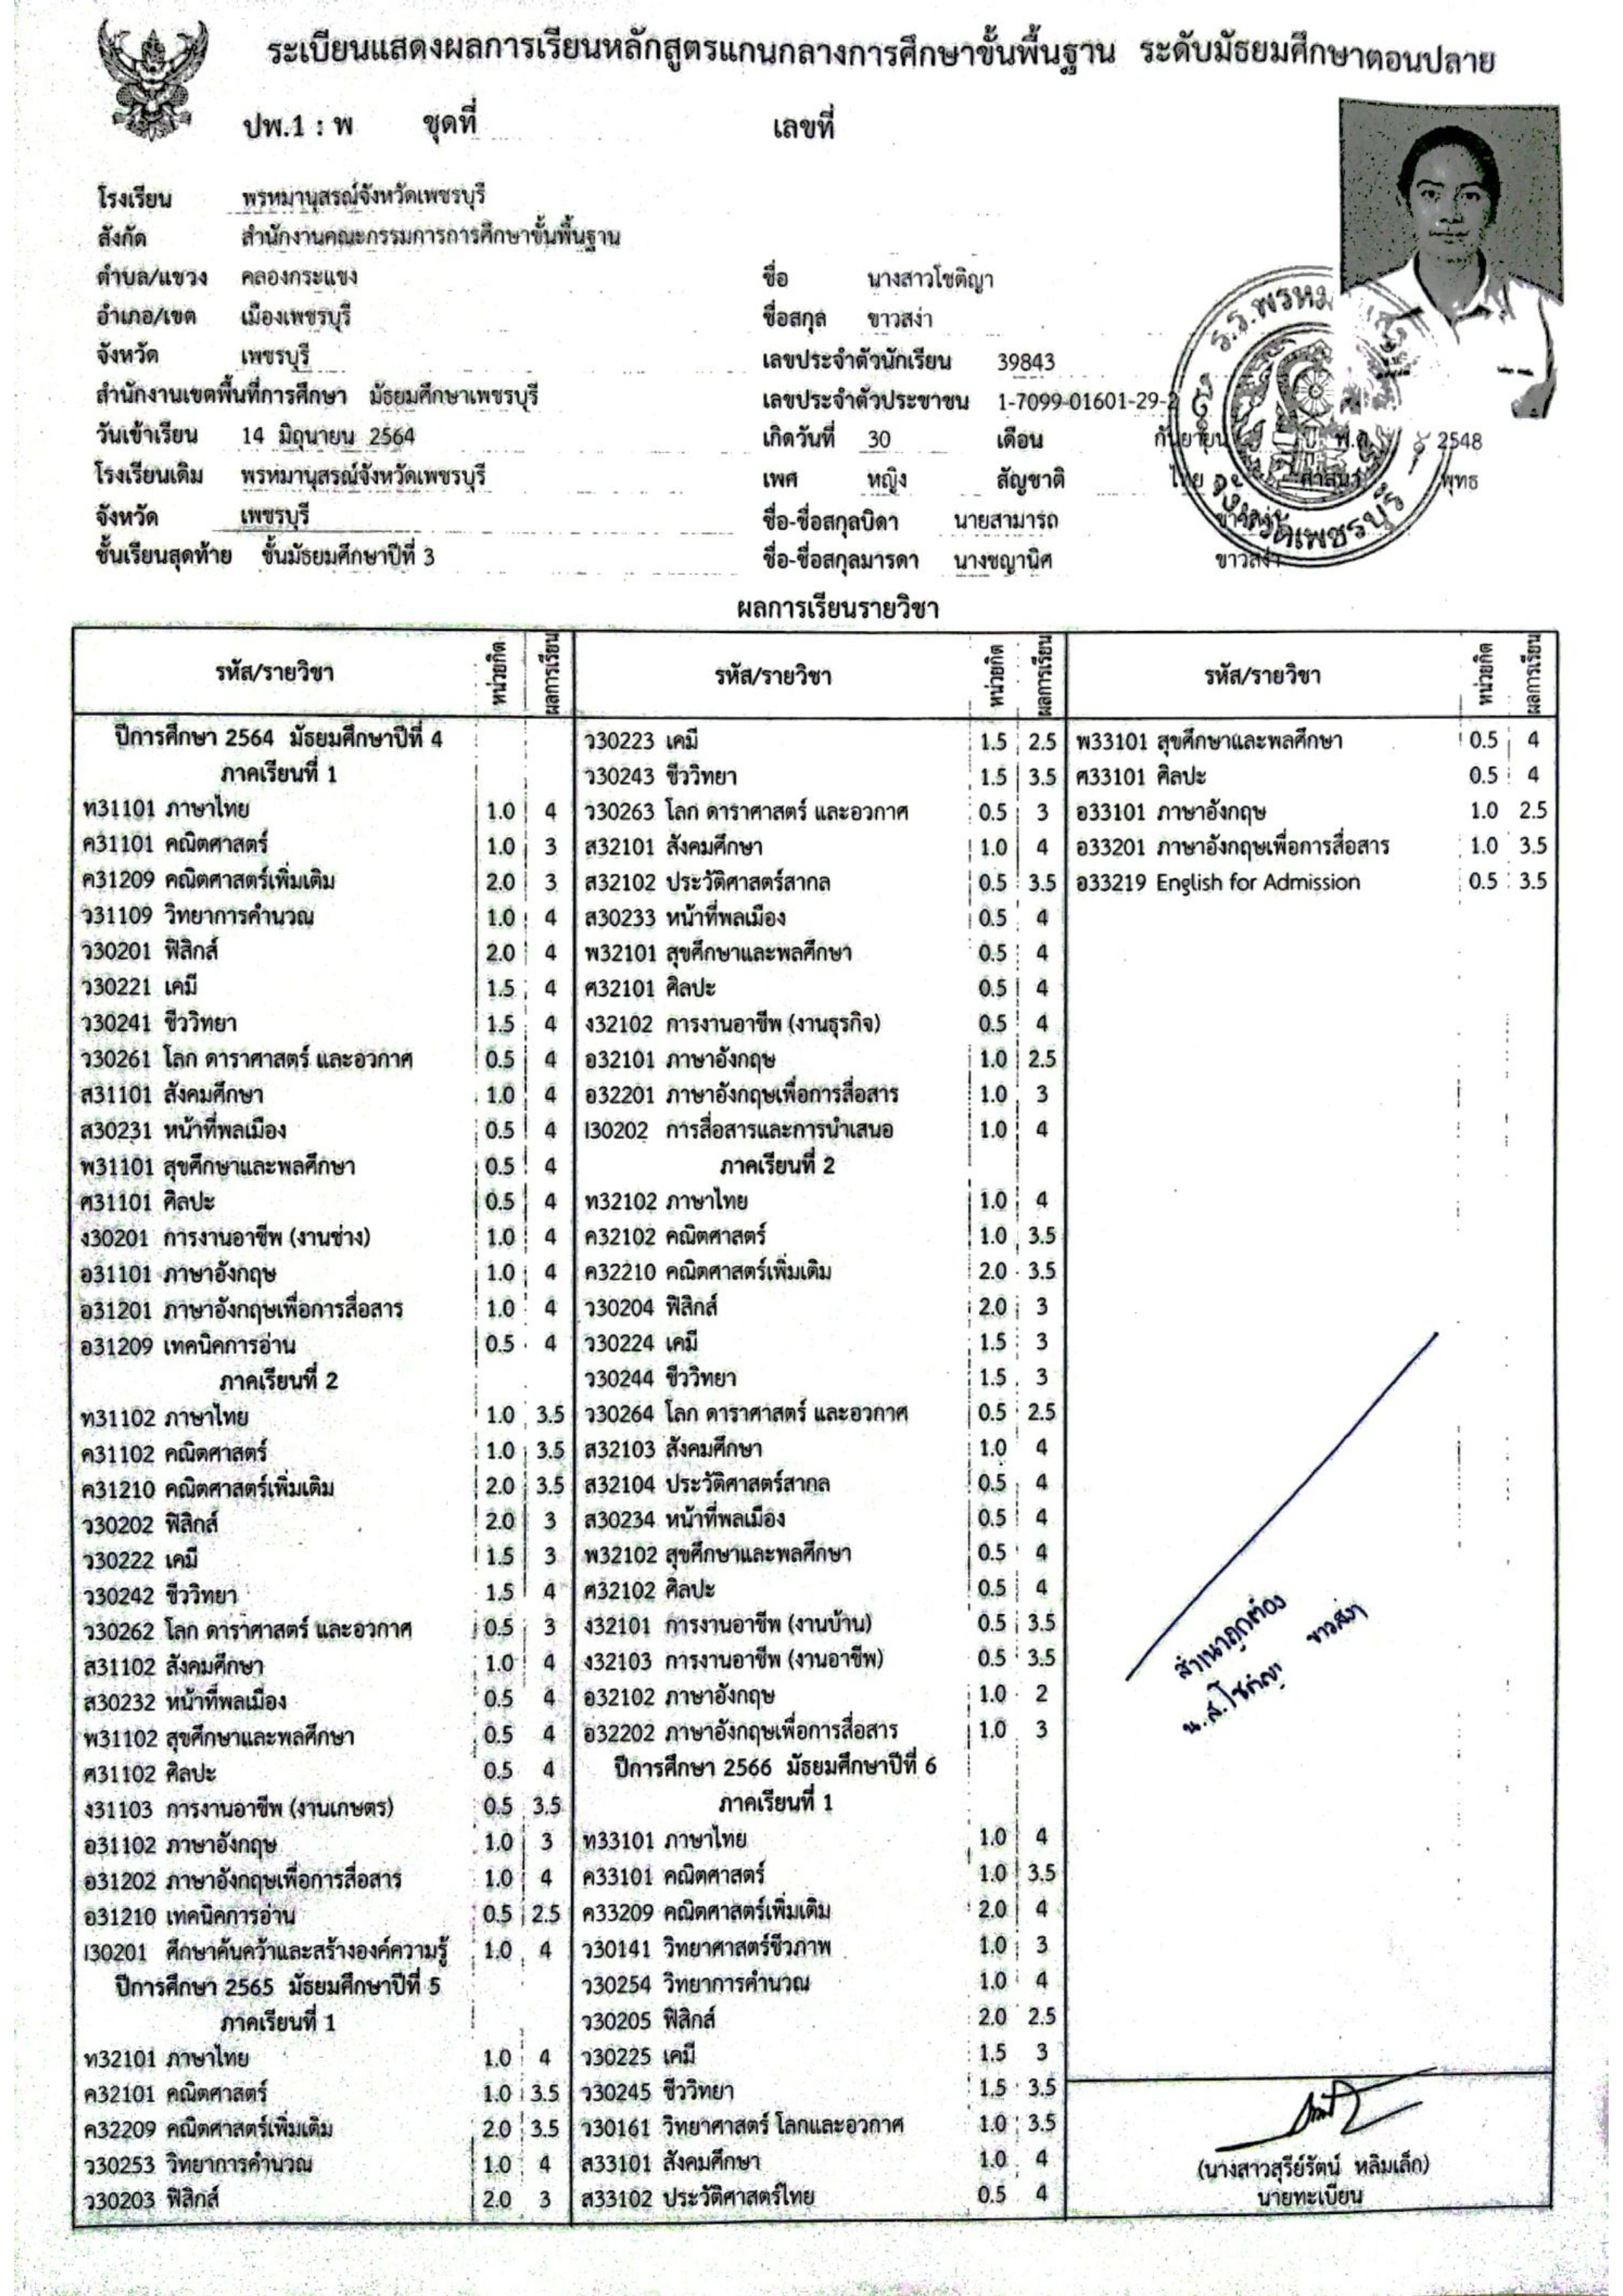 ระเบียนแสดงผลการเรียนหลักสูตรแกนกลางการศึกษาขั้นพื้นฐาน ระดับมัธยมศึกษาตอนปลาย
ปพ.1 : พ ชุดที่ เลขที่
โรงเรียน พรหมานุสรณ์จังหวัดเพชรบุรี
สังกัด สำนักงานคณะกรรมการการศึกษาขั้นพื้นฐาน
ตำบล/แขวง คลองกระแชง
อำเภอ/เขต เมืองเพชรบุรี
จังหวัด เพชรบุรี
สำนักงานเขตพื้นที่การศึกษา มัธยมศึกษาเพชรบุรี
วันเข้าเรียน 14 มิถุนายน 2564
โรงเรียนเดิม พรหมานุสรณ์จังหวัดเพชรบุรี
จังหวัด เพชรบุรี
ชั้นเรียนสุดท้าย ชั้นมัธยมศึกษาปีที่ 3
ชื่อ นางสาวโชติญา
ชื่อสกุล ขาวสง่า
เลขประจำตัวนักเรียน 39843
เลขประจำตัวประชาชน 1-7099-01601-29-2
เกิดวันที่ 30 เดือน กันยายน พ.ศ. 2548
เพศ หญิง สัญชาติ ไทย ศาสนา พุทธ
ชื่อ-ชื่อสกุลบิดา นายสามารถ ขาวสง่า
ชื่อ-ชื่อสกุลมารดา นางชญานิศ ขาวสง่า
ร.ร.พรหม
จังหวัดเพชรบุรี
ผลการเรียนรายวิชา
รหัส/รายวิชา หน่วยกิต ผลการเรียน
ปีการศึกษา 2564 มัธยมศึกษาปีที่ 4
ภาคเรียนที่ 1
ท31101 ภาษาไทย 1.0 4
ค31101 คณิตศาสตร์ 1.0 3
ค31209 คณิตศาสตร์เพิ่มเติม 2.0 3
ว31109 วิทยาการคำนวณ 1.0 4
ว30201 ฟิสิกส์ 2.0 4
ว30221 เคมี 1.5 4
ว30241 ชีววิทยา 1.5 4
ว30261 โลก ดาราศาสตร์ และอวกาศ 0.5 4
ส31101 สังคมศึกษา 1.0 4
ส30231 หน้าที่พลเมือง 0.5 4
พ31101 สุขศึกษาและพลศึกษา 0.5 4
ศ31101 ศิลปะ 0.5 4
ง30201 การงานอาชีพ (งานช่าง) 1.0 4
อ31101 ภาษาอังกฤษ 1.0 4
อ31201 ภาษาอังกฤษเพื่อการสื่อสาร 1.0 4
อ31209 เทคนิคการอ่าน 0.5 4
ภาคเรียนที่ 2
ท31102 ภาษาไทย 1.0 3.5
ค31102 คณิตศาสตร์ 1.0 3.5
ค31210 คณิตศาสตร์เพิ่มเติม 2.0 3.5
ว30202 ฟิสิกส์ 2.0 3
ว30222 เคมี 1.5 3
ว30242 ชีววิทยา 1.5 4
ว30262 โลก ดาราศาสตร์ และอวกาศ 0.5 3
ส31102 สังคมศึกษา 1.0 4
ส30232 หน้าที่พลเมือง 0.5 4
พ31102 สุขศึกษาและพลศึกษา 0.5 4
ศ31102 ศิลปะ 0.5 4
ง31103 การงานอาชีพ (งานเกษตร) 0.5 3.5
อ31102 ภาษาอังกฤษ 1.0 3
อ31202 ภาษาอังกฤษเพื่อการสื่อสาร 1.0 4
อ31210 เทคนิคการอ่าน 0.5 2.5
I30201 ศึกษาค้นคว้าและสร้างองค์ความรู้ 1.0 4
ปีการศึกษา 2565 มัธยมศึกษาปีที่ 5
ภาคเรียนที่ 1
ท32101 ภาษาไทย 1.0 4
ค32101 คณิตศาสตร์ 1.0 3.5
ค32209 คณิตศาสตร์เพิ่มเติม 2.0 3.5
ว30253 วิทยาการคำนวณ 1.0 4
ว30203 ฟิสิกส์ 2.0 3
รหัส/รายวิชา หน่วยกิต ผลการเรียน
ว30223 เคมี 1.5 2.5
ว30243 ชีววิทยา 1.5 3.5
ว30263 โลก ดาราศาสตร์ และอวกาศ 0.5 3
ส32101 สังคมศึกษา 1.0 4
ส32102 ประวัติศาสตร์สากล 0.5 3.5
ส30233 หน้าที่พลเมือง 0.5 4
พ32101 สุขศึกษาและพลศึกษา 0.5 4
ศ32101 ศิลปะ 0.5 4
ง32102 การงานอาชีพ (งานธุรกิจ) 0.5 4
อ32101 ภาษาอังกฤษ 1.0 2.5
อ32201 ภาษาอังกฤษเพื่อการสื่อสาร 1.0 3
I30202 การสื่อสารและการนำเสนอ 1.0 4
ภาคเรียนที่ 2
ท32102 ภาษาไทย 1.0 4
ค32102 คณิตศาสตร์ 1.0 3.5
ค32210 คณิตศาสตร์เพิ่มเติม 2.0 3.5
ว30204 ฟิสิกส์ 2.0 3
ว30224 เคมี 1.5 3
ว30244 ชีววิทยา 1.5 3
ว30264 โลก ดาราศาสตร์ และอวกาศ 0.5 2.5
ส32103 สังคมศึกษา 1.0 4
ส32104 ประวัติศาสตร์สากล 0.5 4
ส30234 หน้าที่พลเมือง 0.5 4
พ32102 สุขศึกษาและพลศึกษา 0.5 4
ศ32102 ศิลปะ 0.5 4
ง32101 การงานอาชีพ (งานบ้าน) 0.5 3.5
ง32103 การงานอาชีพ (งานอาชีพ) 0.5 3.5
อ32102 ภาษาอังกฤษ 1.0 2
อ32202 ภาษาอังกฤษเพื่อการสื่อสาร 1.0 3
ปีการศึกษา 2566 มัธยมศึกษาปีที่ 6
ภาคเรียนที่ 1
ท33101 ภาษาไทย 1.0 4
ค33101 คณิตศาสตร์ 1.0 3.5
ค33209 คณิตศาสตร์เพิ่มเติม 2.0 4
ว30141 วิทยาศาสตร์ชีวภาพ 1.0 3
ว30254 วิทยาการคำนวณ 1.0 4
ว30205 ฟิสิกส์ 2.0 2.5
ว30225 เคมี 1.5 3
ว30245 ชีววิทยา 1.5 3.5
ว30161 วิทยาศาสตร์ โลกและอวกาศ 1.0 3.5
ส33101 สังคมศึกษา 1.0 4
ส33102 ประวัติศาสตร์ไทย 0.5 4
รหัส/รายวิชา หน่วยกิต ผลการเรียน
พ33101 สุขศึกษาและพลศึกษา 0.5 4
ศ33101 ศิลปะ 0.5 4
อ33101 ภาษาอังกฤษ 1.0 2.5
อ33201 ภาษาอังกฤษเพื่อการสื่อสาร 1.0 3.5
อ33219 English for Admission 0.5 3.5
สำเนาถูกต้อง
น.ส.โชติญา ขาวสง่า
(นางสาวสุรีย์รัตน์ หลิมเล็ก)
นายทะเบียน